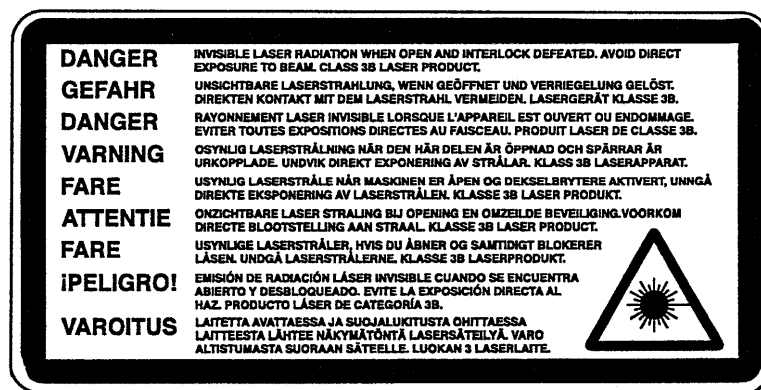 DANGER INVISIBLE LASER RADIATION WHEN OPEN AND INTERLOCK DEFEATED. AVOID DIRECT
EXPOSURE TO BEAM. CLASS 3B LASER PRODUCT.
GEFAHR UNSICHTBARE LASERSTRAHLUNG, WENN GEÖFFNET UND VERRIEGELUNG GELÖST.
DIREKTEN KONTAKT MIT DEM LASERSTRAHL VERMEIDEN. LASERGERÄT KLASSE 3B.
DANGER RAYONNEMENT LASER INVISIBLE LORSQUE L'APPAREIL EST OUVERT OU ENDOMMAGE.
EVITER TOUTES EXPOSITIONS DIRECTES AU FAISCEAU. PRODUIT LASER DE CLASSE 3B.
VARNING OSYNLIG LASERSTRÅLNING NÄR DEN HÄR DELEN ÄR ÖPPNAD OCH SPÄRRAR ÄR
URKOPPLADE. UNDVIK DIREKT EXPONERING AV STRÅLAR. KLASS 3B LASERAPPARAT.
FARE USYNLIG LASERSTRÅLE NÅR MASKINEN ER ÅPEN OG DEKSELBRYTERE AKTIVERT, UNNGÅ
DIREKTE EKSPONERING AV LASERSTRÅLEN. KLASSE 3B LASER PRODUKT.
ATTENTIE ONZICHTBARE LASER STRALING BIJ OPENING EN OMZEILDE BEVEILIGING.VOORKOM
DIRECTE BLOOTSTELLING AAN STRAAL. KLASSE 3B LASER PRODUCT.
FARE USYNLIGE LASERSTRÅLER, HVIS DU ÅBNER OG SAMTIDIGT BLOKERER
LÅSEN. UNDGÅ LASERSTRÅLERNE. KLASSE 3B LASERPRODUKT.
¡PELIGRO! EMISIÓN DE RADIACIÓN LÁSER INVISIBLE CUANDO SE ENCUENTRA
ABIERTO Y DESBLOQUEADO. EVITE LA EXPOSICIÓN DIRECTA AL
HAZ. PRODUCTO LÁSER DE CATEGORÍA 3B.
VAROITUS LAITETTA AVATTAESSA JA SUOJALUKITUSTA OHITTAESSA
LAITTEESTA LÄHTEE NÄKYMÄTÖNTÄ LASERSÄTEILYÄ. VARO
ALTISTUMASTA SUORAAN SÄTEELLE. LUOKAN 3 LASERLAITE.